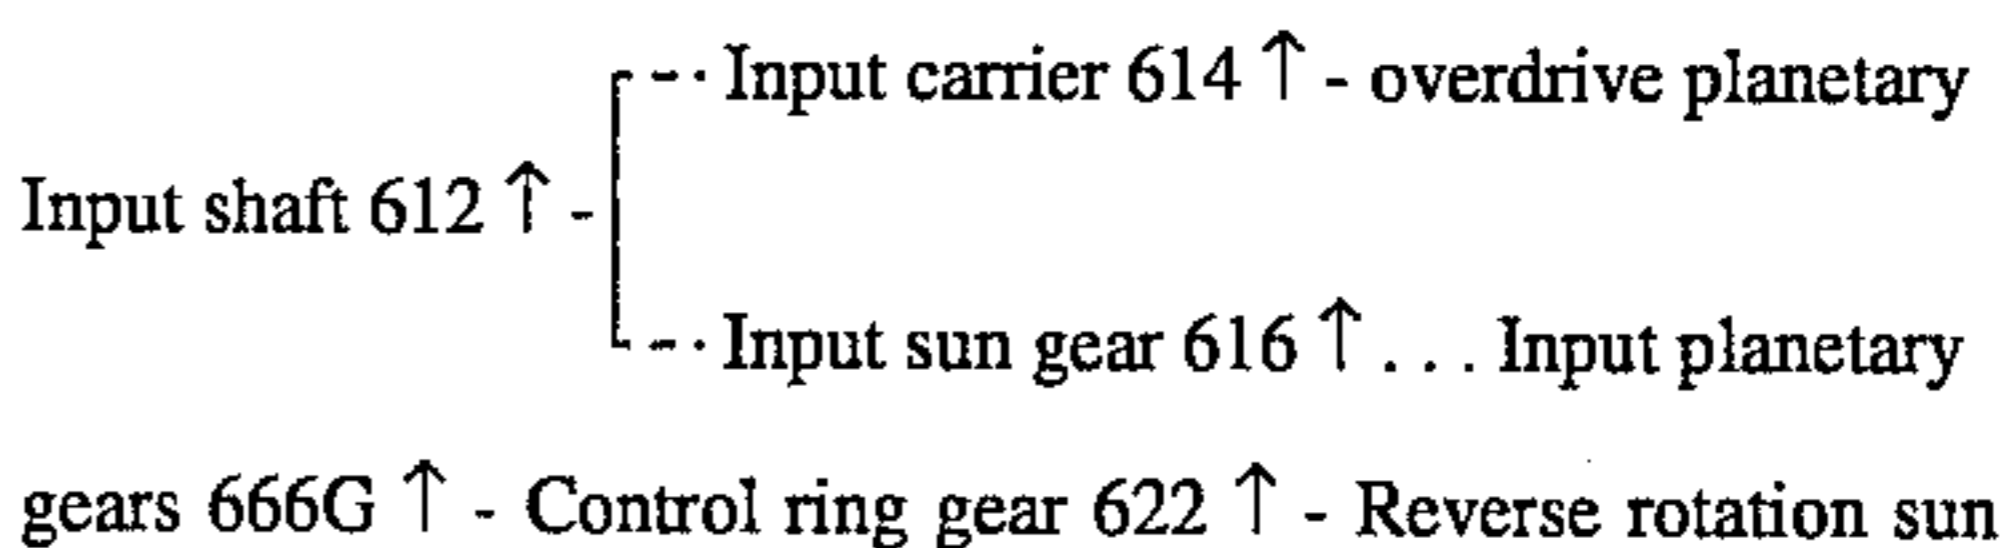 - - · Input carrier 614 ↑ - overdrive planetary
Input shaft 612 ↑ -
- - · Input sun gear 616 ↑ . . . Input planetary
gears 666G ↑ - Control ring gear 622 ↑ - Reverse rotation sun